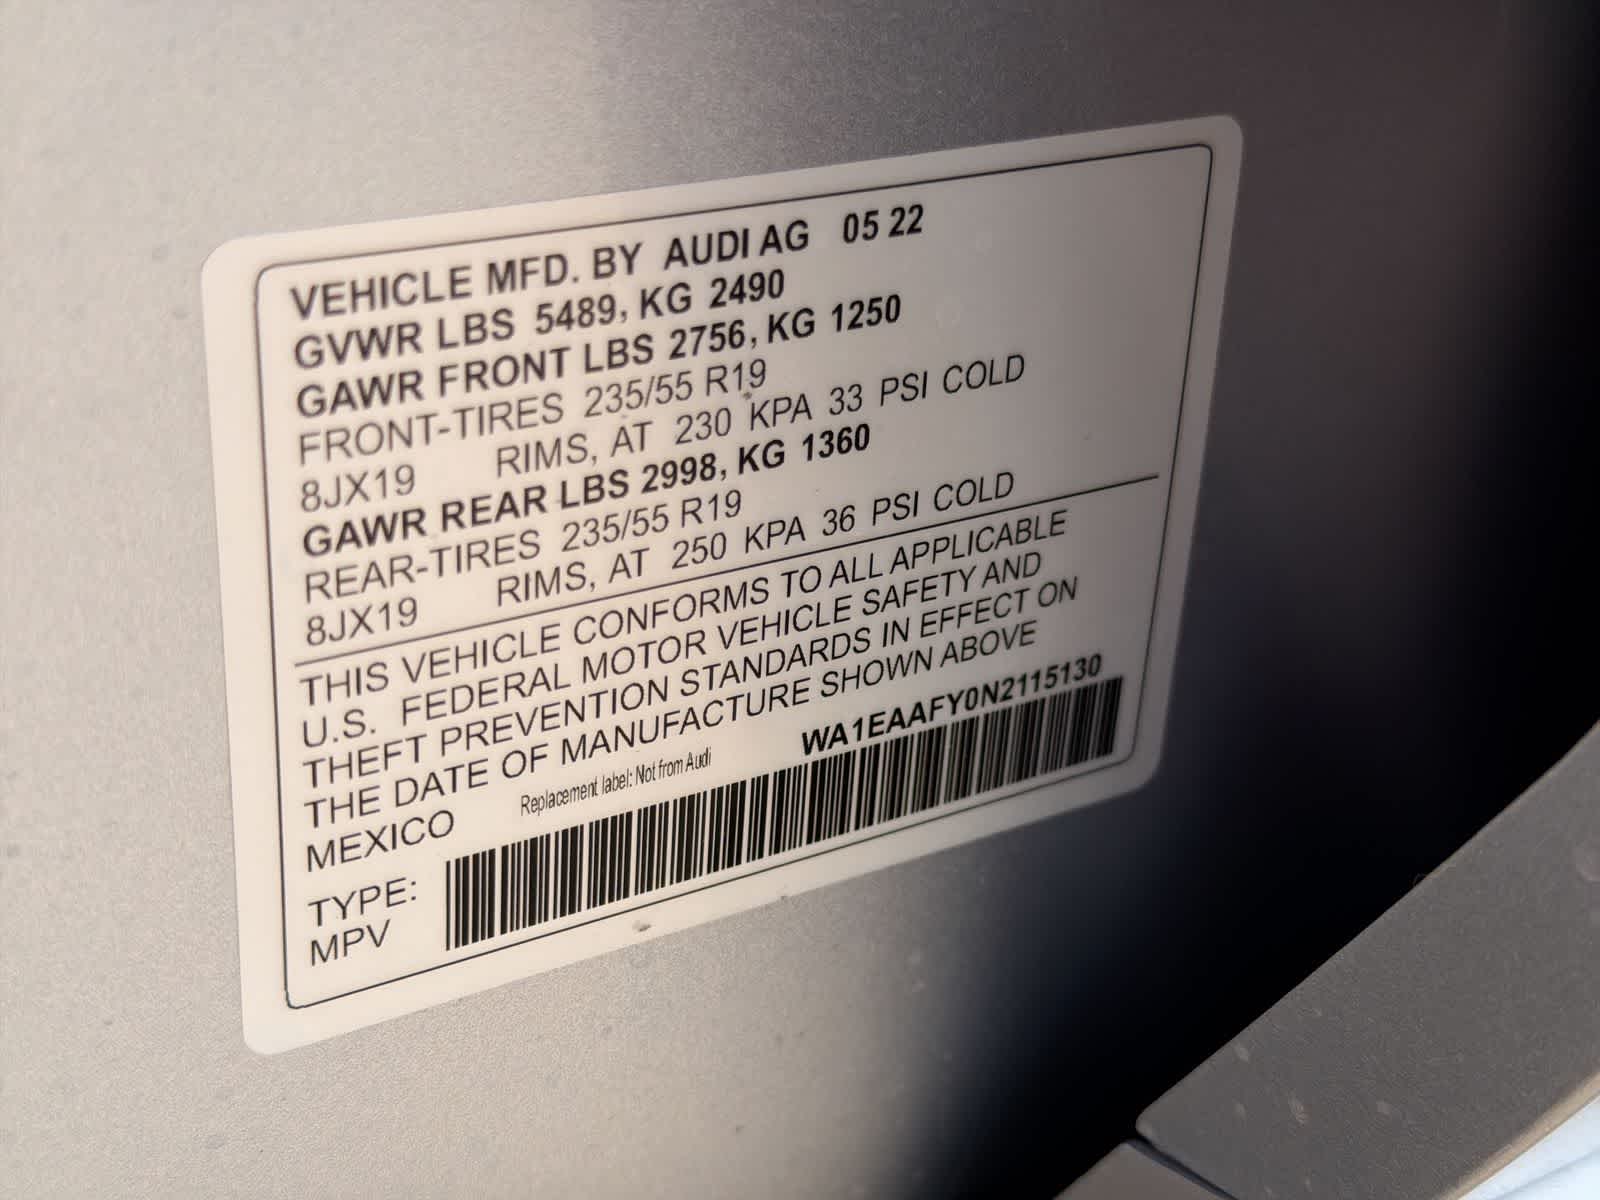 VEHICLE MFD. BY AUDI AG 05 22
GVWR LBS 5489, KG 2490
GAWR FRONT LBS 2756, KG 1250
FRONT-TIRES 235/55 R19
8JX19 RIMS, AT 230 KPA 33 PSI COLD
GAWR REAR LBS 2998, KG 1360
REAR-TIRES 235/55 R19
8JX19 RIMS, AT 250 KPA 36 PSI COLD
THIS VEHICLE CONFORMS TO ALL APPLICABLE
U.S. FEDERAL MOTOR VEHICLE SAFETY AND
THEFT PREVENTION STANDARDS IN EFFECT ON
THE DATE OF MANUFACTURE SHOWN ABOVE
MEXICO Replacement label: Not from Audi WA1EAAFY0N2115130
TYPE:
MPV